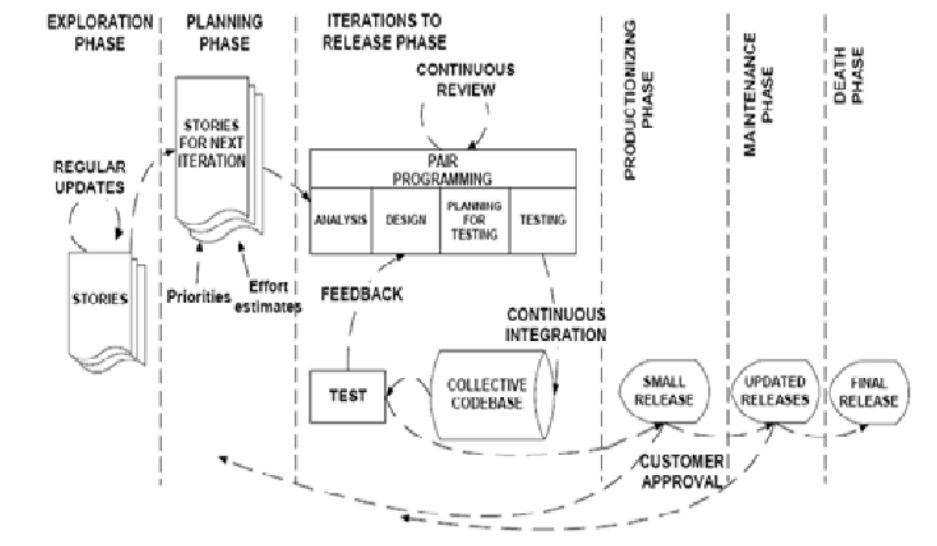 EXPLORATION
PHASE
PLANNING
PHASE
ITERATIONS TO
RELEASE PHASE
PRODUCTIONIZING
PHASE
MAINTENANCE
PHASE
DEATH
PHASE
CONTINUOUS
REVIEW
STORIES
FOR NEXT
ITERATION
REGULAR
UPDATES
PAIR
PROGRAMMING
ANALYSIS
DESIGN
PLANNING
FOR
TESTING
TESTING
STORIES
Priorities
Effort
estimates
FEEDBACK
CONTINUOUS
INTEGRATION
TEST
COLLECTIVE
CODEBASE
SMALL
RELEASE
UPDATED
RELEASES
FINAL
RELEASE
CUSTOMER
APPROVAL